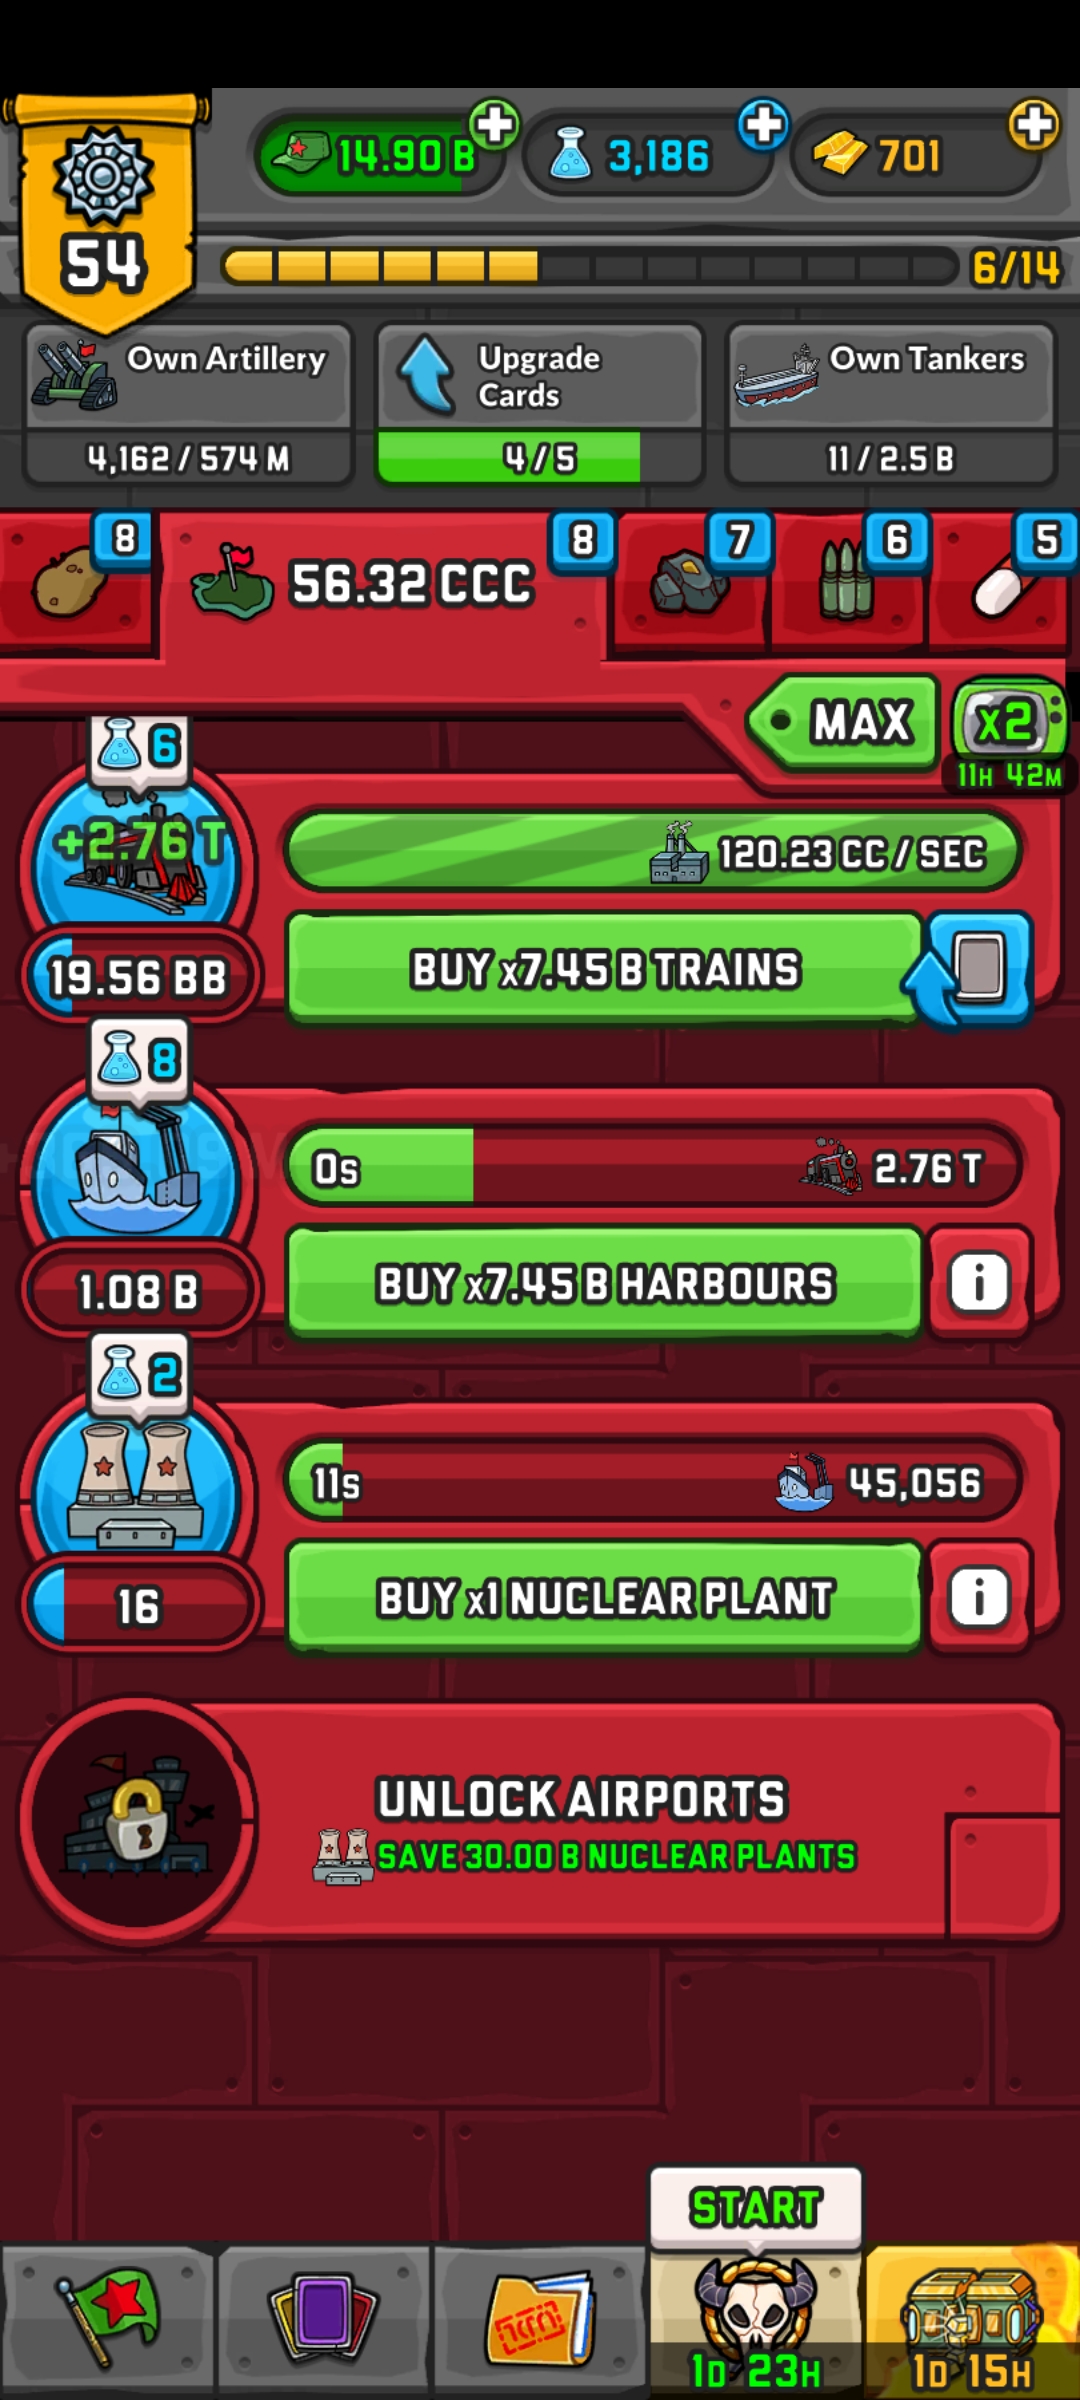 54
14.90 B
3,186
701
6/14
Own Artillery
4,162 / 574 M
Upgrade
Cards
4 / 5
Own Tankers
11 / 2.5 B
8
56.32 CCC
8
7
6
5
MAX
x2
11H 42M
6
+2.76 T
120.23 CC / SEC
19.56 BB
BUY x7.45 B TRAINS
8
0s
2.76 T
1.08 B
BUY x7.45 B HARBOURS
i
2
11s
45,056
16
BUY x1 NUCLEAR PLANT
i
UNLOCK AIRPORTS
SAVE 30.00 B NUCLEAR PLANTS
START
1D 23H
1D 15H